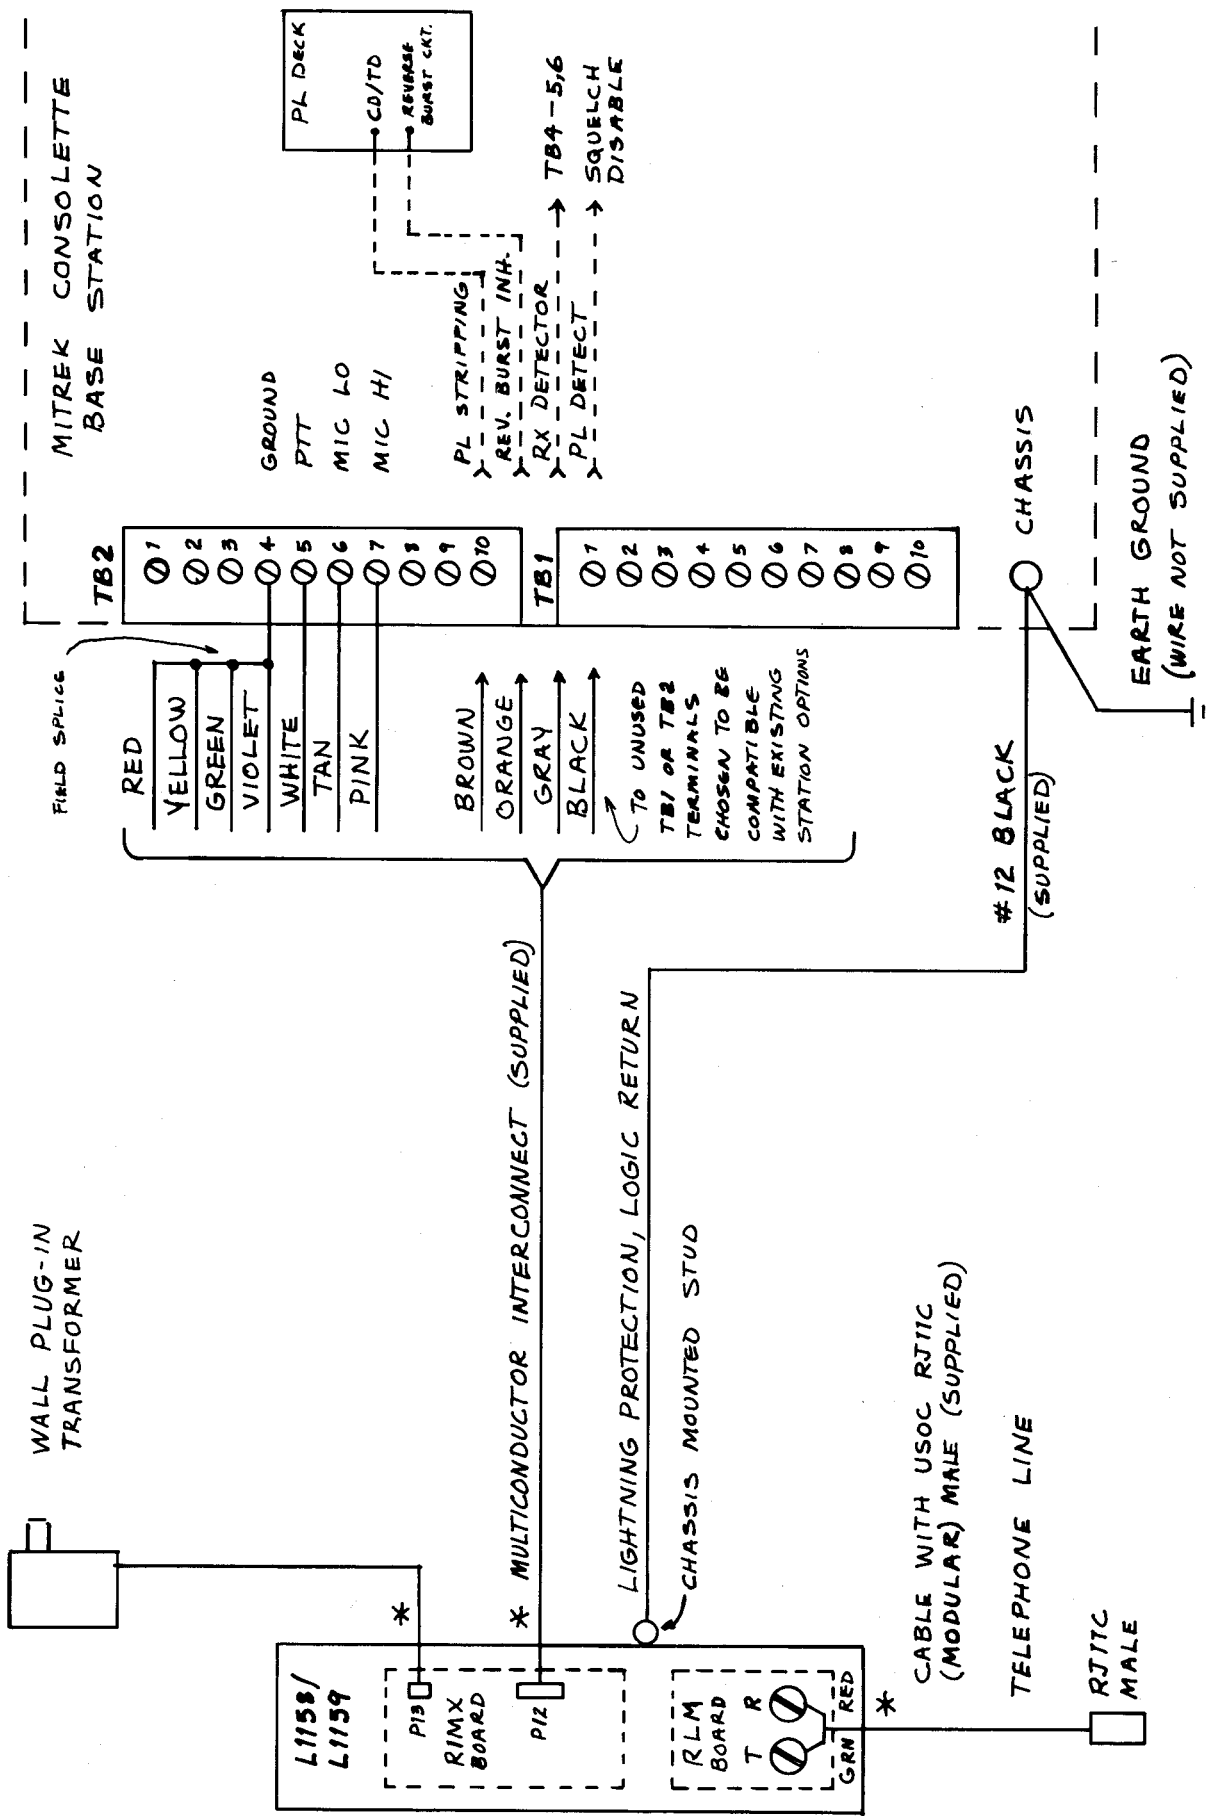 WALL PLUG-IN
TRANSFORMER
L1158/
L1159
P13
RIMX
BOARD
P12
RLM
BOARD
T R
GRN RED
*
* MULTICONDUCTOR INTERCONNECT (SUPPLIED)
LIGHTNING PROTECTION, LOGIC RETURN
CHASSIS MOUNTED STUD
*
CABLE WITH USOC RJ11C
(MODULAR) MALE (SUPPLIED)
TELEPHONE LINE
RJ11C
MALE
FIELD SPLICE
RED
YELLOW
GREEN
VIOLET
WHITE
TAN
PINK
BROWN
ORANGE
GRAY
BLACK
TO UNUSED
TB1 OR TB2
TERMINALS
CHOSEN TO BE
COMPATIBLE
WITH EXISTING
STATION OPTIONS
#12 BLACK
(SUPPLIED)
TB2
1
2
3
4
5
6
7
8
9
10
TB1
1
2
3
4
5
6
7
8
9
10
CHASSIS
EARTH GROUND
(WIRE NOT SUPPLIED)
MITREK CONSOLETTE
BASE STATION
GROUND
PTT
MIC LO
MIC HI
PL STRIPPING
REV. BURST INH.
RX DETECTOR
PL DETECT
TB4-5,6
SQUELCH
DISABLE
PL DECK
CD/TD
REVERSE
BURST CKT.